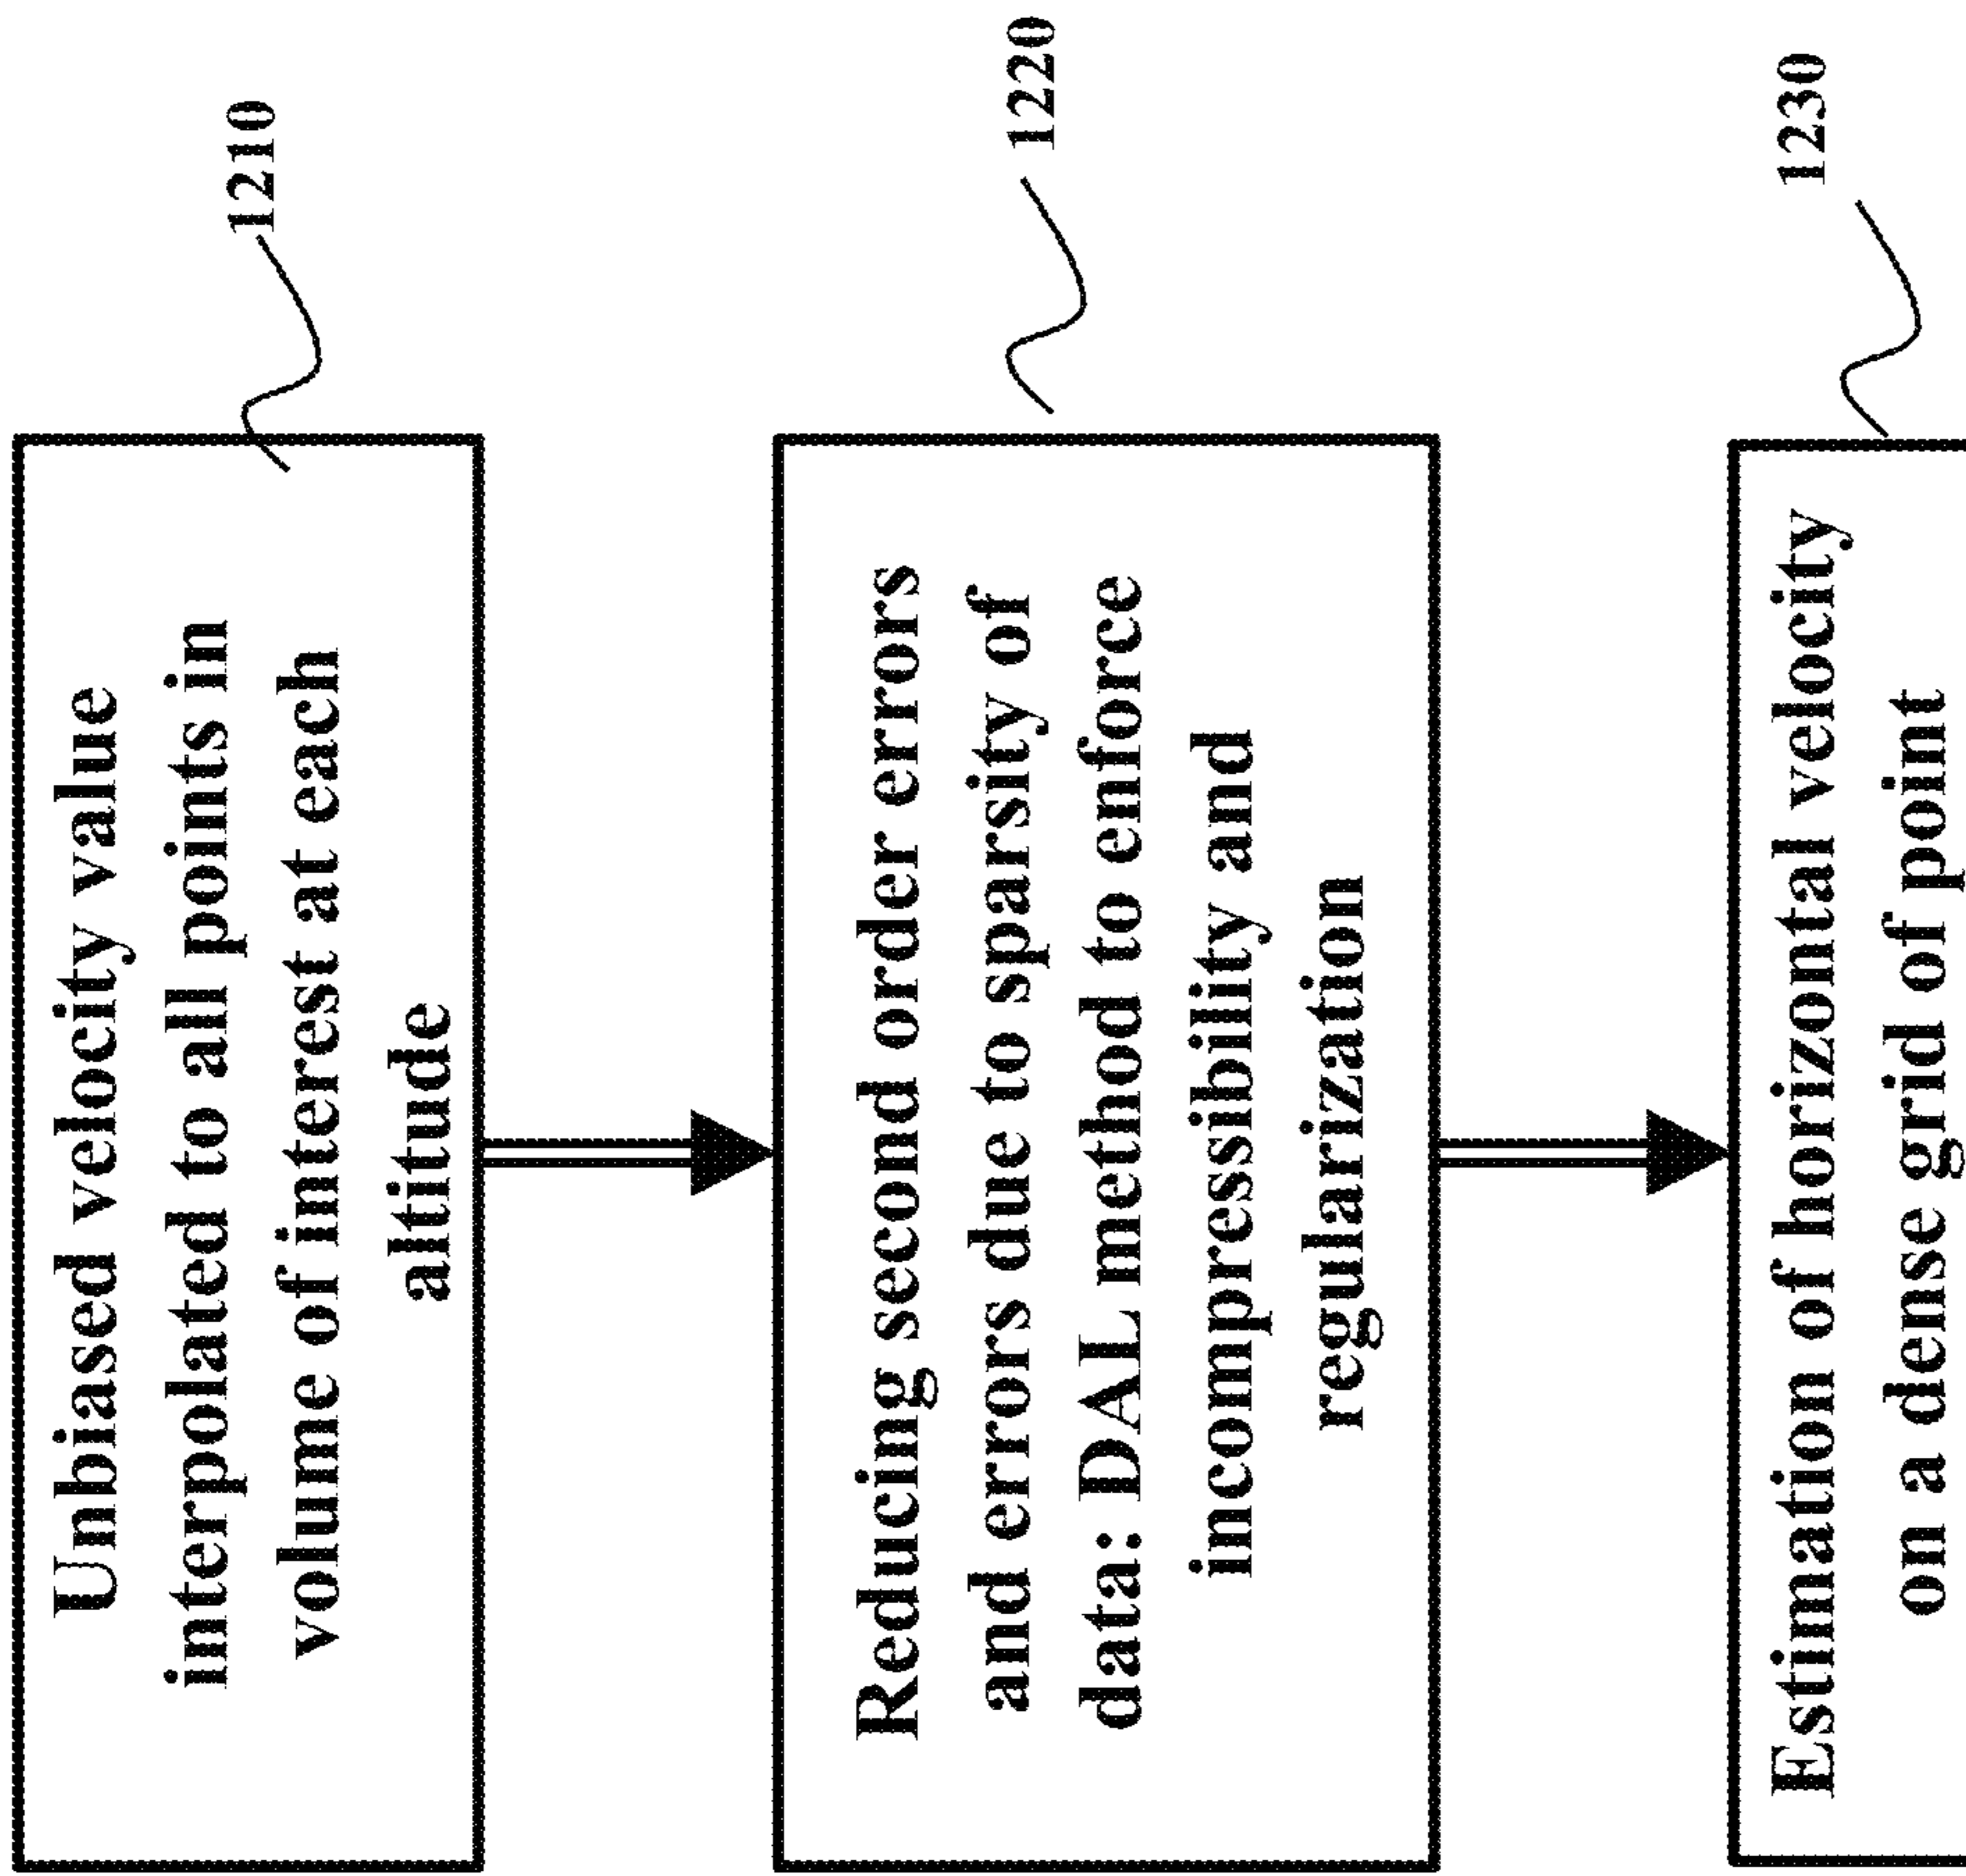 Unbiased velocity value
interpolated to all points in
volume of interest at each
altitude
1210
Reducing second order errors
and errors due to sparsity of
data: DAL method to enforce
incompressibility and
regularization
1220
Estimation of horizontal velocity
on a dense grid of point
1230